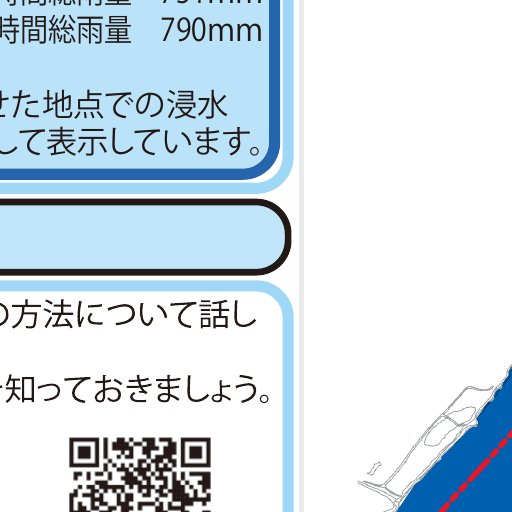 時間総雨量　790mm
せた地点での浸水
して表示しています。
の方法について話し
知っておきましょう。